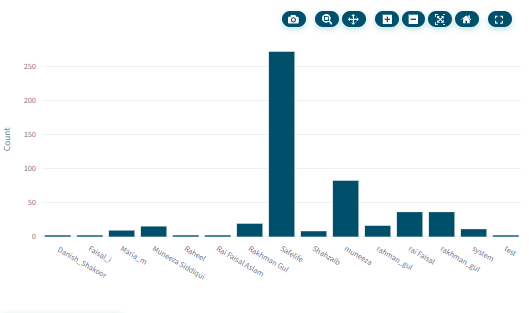 250
200
150
100
50
0
Count
Danish_Shakoor
Faisal_i
Maria_m
Muneeza Siddiqui
Raheel
Rai Faisal Aslam
Rakhman Gul
Safelife
Shahzaib
muneeza
rahman_gul
rai Faisal
rakhman_gul
system
test